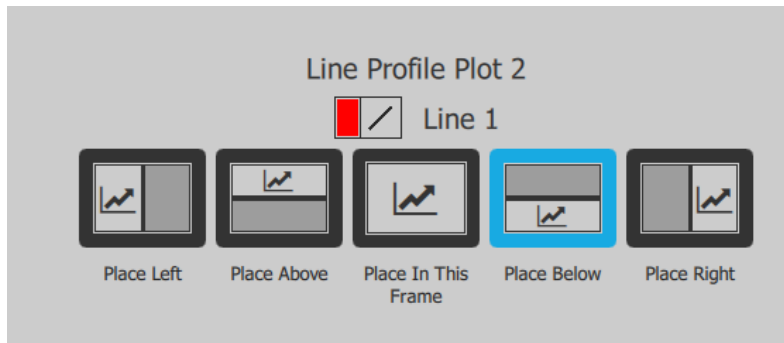 Line Profile Plot 2
Line 1
Place Left
Place Above
Place In This
Frame
Place Below
Place Right